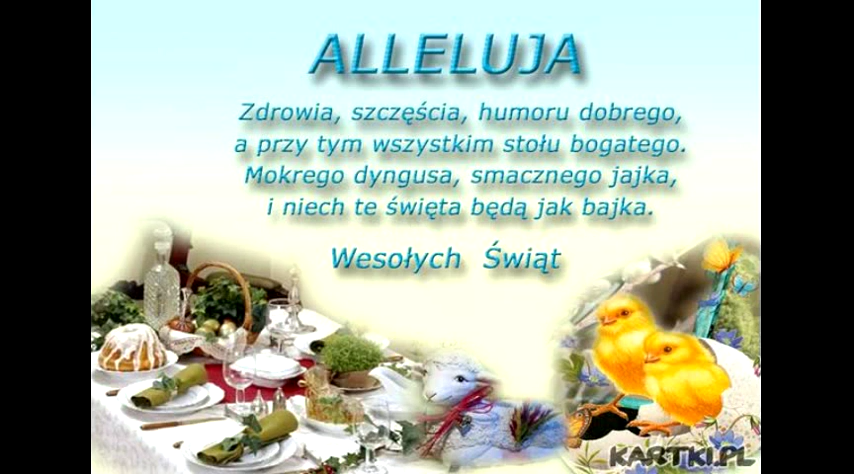 ALLELUJA
Zdrowia, szczęścia, humoru dobrego,
a przy tym wszystkim stołu bogatego.
Mokrego dyngusa, smacznego jajka,
i niech te święta będą jak bajka.
Wesołych Świąt
KARTKI.PL